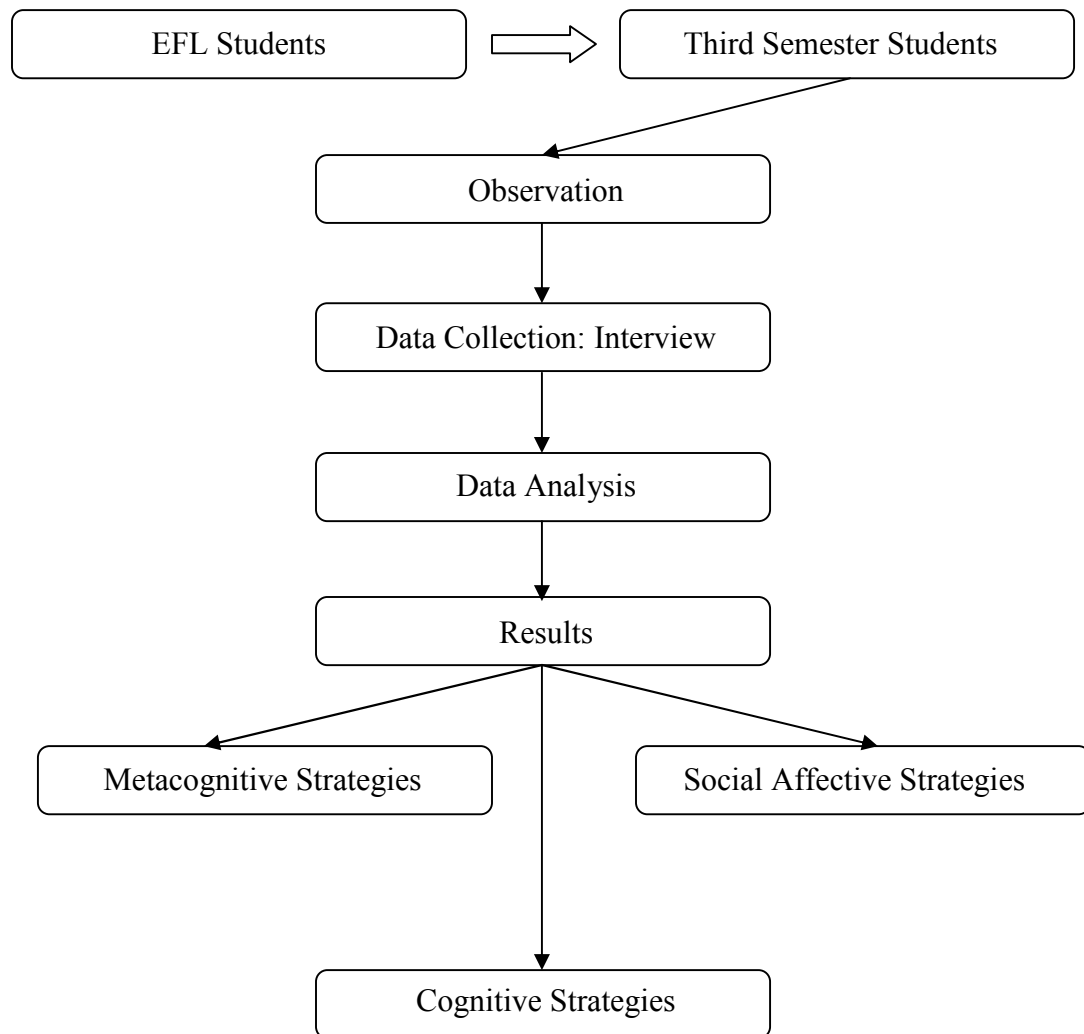 EFL Students
Third Semester Students
Observation
Data Collection: Interview
Data Analysis
Results
Metacognitive Strategies
Social Affective Strategies
Cognitive Strategies